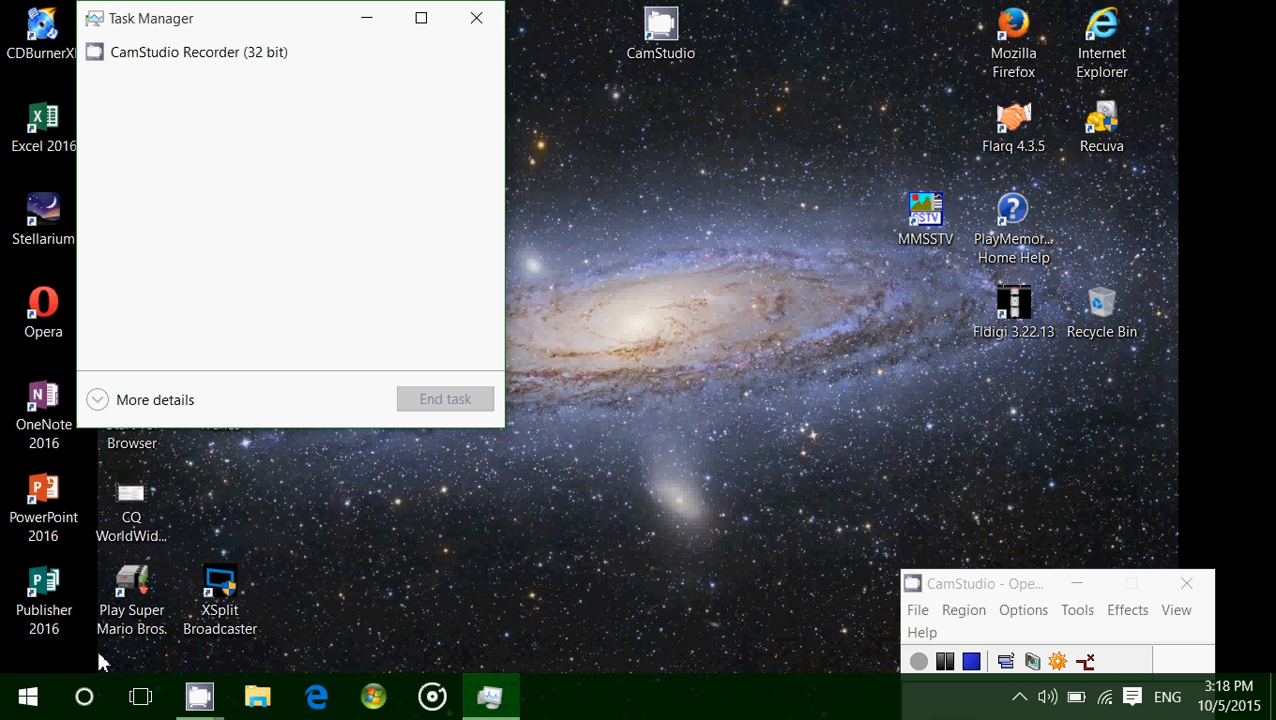 Task Manager
CamStudio Recorder (32 bit)
More details
End task
CDBurnerX
Excel 2016
Stellarium
Opera
OneNote
2016
PowerPoint
2016
Publisher
2016
Browser
CQ
WorldWid...
Play Super
Mario Bros.
XSplit
Broadcaster
CamStudio
Mozilla
Firefox
Internet
Explorer
Flarq 4.3.5
Recuva
SSTV
MMSSTV
PlayMemor...
Home Help
Fldigi 3.22.13
Recycle Bin
CamStudio - Ope...
File Region Options Tools Effects View
Help
ENG
3:18 PM
10/5/2015